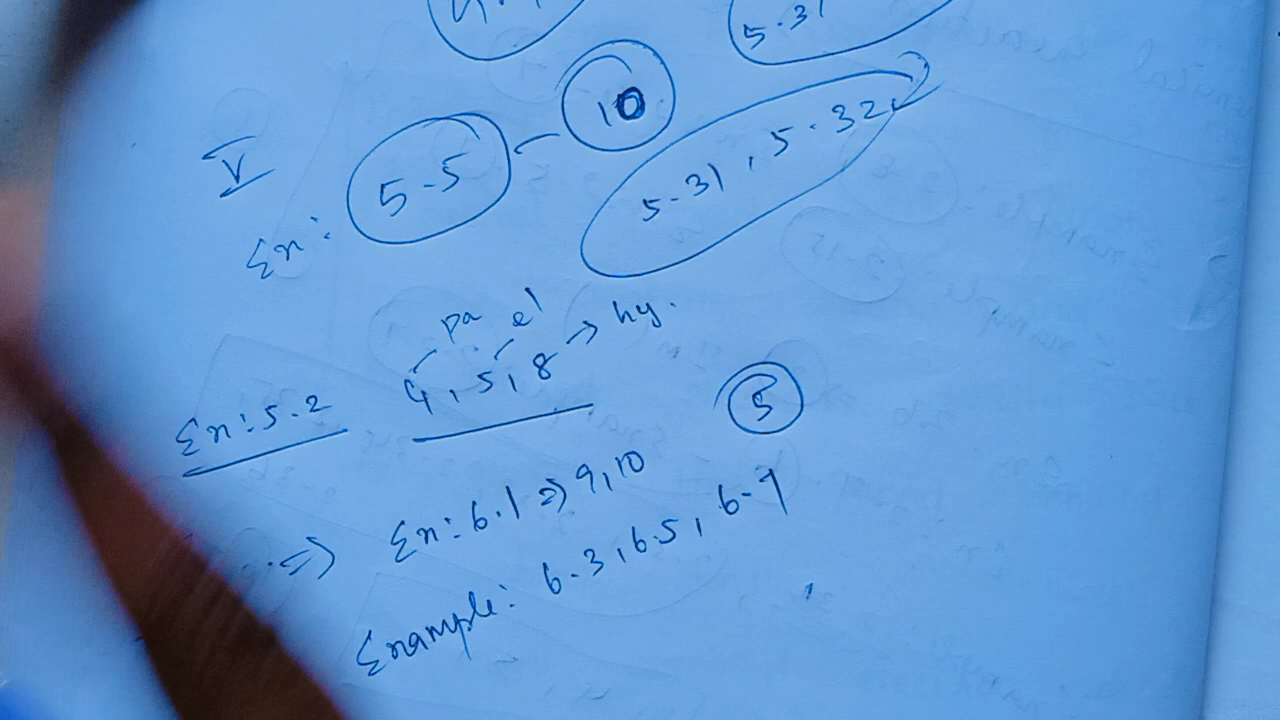 5.31
V
Ex: 5.5 - 10
5.31, 5.32
pa el
Ex: 5.2 4, 5, 8 → hy.
5
⇒ Ex: 6.1 ⇒ 9, 10
Example: 6.3, 6.5, 6.7